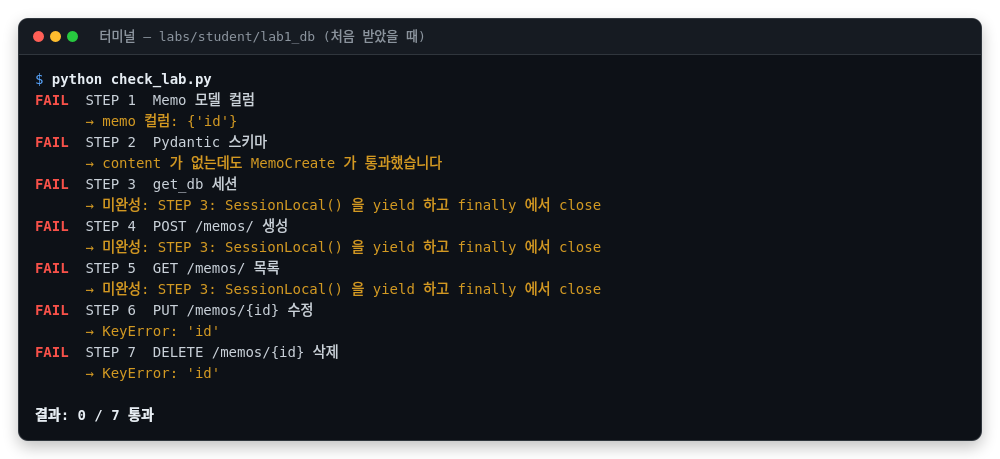 터미널 — labs/student/lab1_db (처음 받았을 때)
$ python check_lab.py
FAIL  STEP 1  Memo 모델 컬럼
→ memo 컬럼: {'id'}
FAIL  STEP 2  Pydantic 스키마
→ content 가 없는데도 MemoCreate 가 통과했습니다
FAIL  STEP 3  get_db 세션
→ 미완성: STEP 3: SessionLocal() 을 yield 하고 finally 에서 close
FAIL  STEP 4  POST /memos/ 생성
→ 미완성: STEP 3: SessionLocal() 을 yield 하고 finally 에서 close
FAIL  STEP 5  GET /memos/ 목록
→ 미완성: STEP 3: SessionLocal() 을 yield 하고 finally 에서 close
FAIL  STEP 6  PUT /memos/{id} 수정
→ KeyError: 'id'
FAIL  STEP 7  DELETE /memos/{id} 삭제
→ KeyError: 'id'
결과: 0 / 7 통과